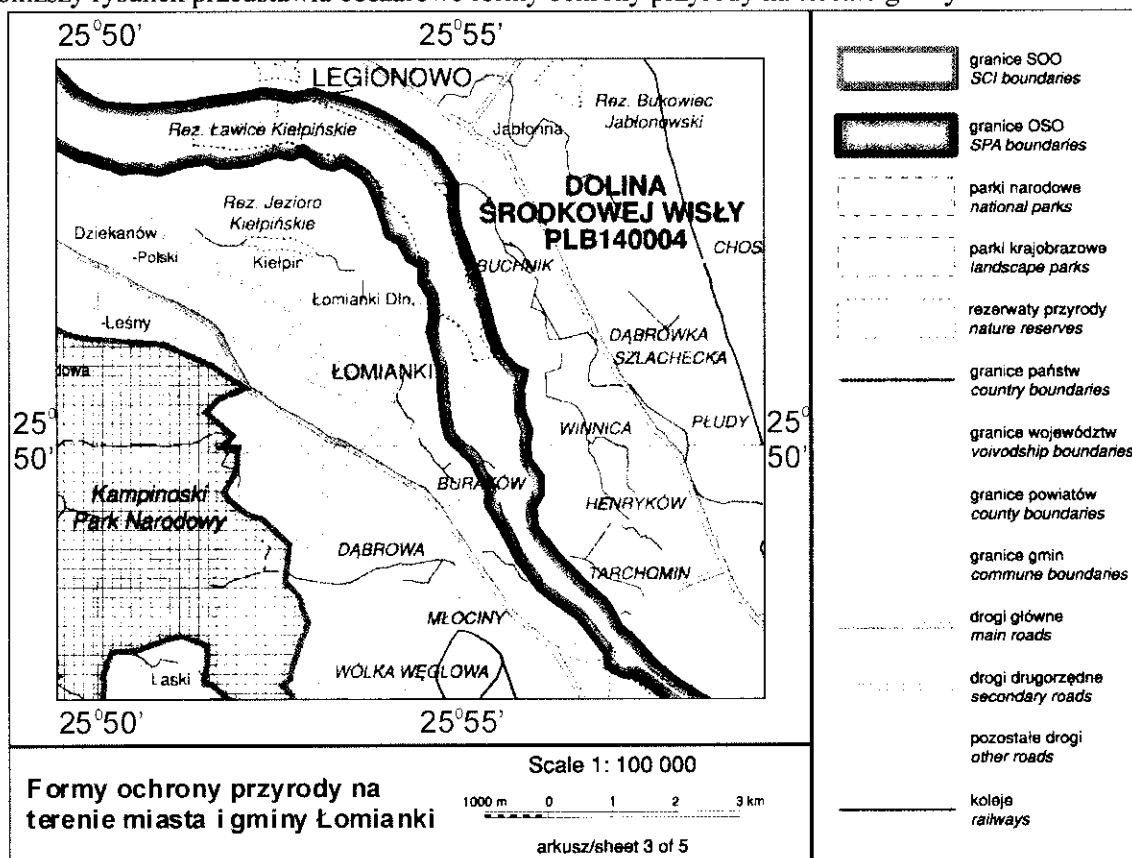 25°50'
25°55'
LEGIONOWO
Rez. Bukowiec
Jabłonowski
Jabłonna
Rez. Ławice Kiełpińskie
DOLINA
ŚRODKOWEJ WISŁY
PLB140004
Rez. Jezioro
Kiełpińskie
Dziekanów
-Polski
Kiełpin
CHOS
BUCHNIK
Łomianki Dln.
-Leśny
DĄBRÓWKA
SZLACHECKA
dowa
ŁOMIANKI
25°
50'
WINNICA
PŁUDY
25°
50'
BURAKÓW
Kampinoski
Park Narodowy
HENRYKÓW
DĄBROWA
TARCHOMIN
MŁOCINY
Łaski
WÓLKA WĘGLOWA
25°50'
25°55'
Formy ochrony przyrody na
terenie miasta i gminy Łomianki
Scale 1: 100 000
1000 m 0 1 2 3 km
arkusz/sheet 3 of 5
granice SOO
SCI boundaries
granice OSO
SPA boundaries
parki narodowe
national parks
parki krajobrazowe
landscape parks
rezerwaty przyrody
nature reserves
granice państw
country boundaries
granice województw
voivodship boundaries
granice powiatów
county boundaries
granice gmin
commune boundaries
drogi główne
main roads
drogi drugorzędne
secondary roads
pozostałe drogi
other roads
koleje
railways